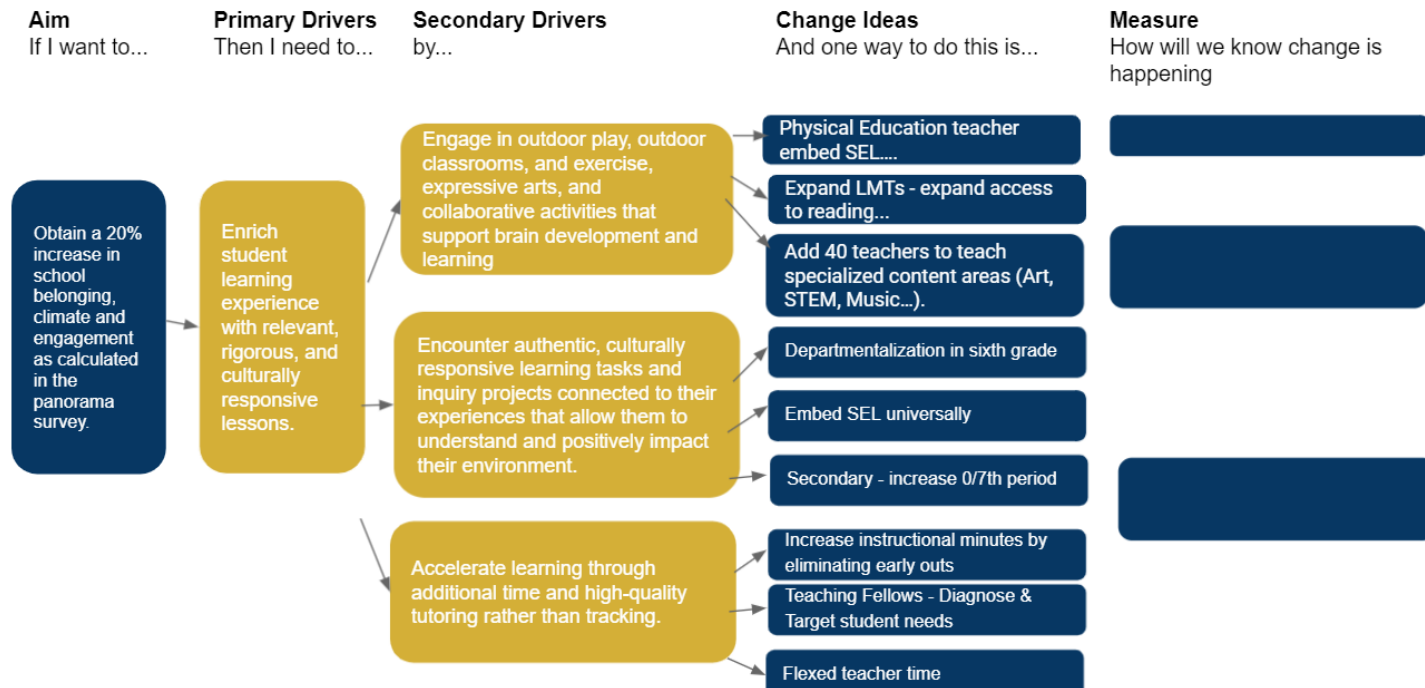 Aim
If I want to...
Primary Drivers
Then I need to...
Secondary Drivers
by...
Change Ideas
And one way to do this is...
Measure
How will we know change is
happening
Obtain a 20%
increase in
school
belonging,
climate and
engagement
as calculated
in the
panorama
survey.
Enrich
student
learning
experience
with relevant,
rigorous, and
culturally
responsive
lessons.
Engage in outdoor play, outdoor
classrooms, and exercise,
expressive arts, and
collaborative activities that
support brain development and
learning
Physical Education teacher
embed SEL....
Expand LMTs - expand access
to reading...
Add 40 teachers to teach
specialized content areas (Art,
STEM, Music...).
Encounter authentic, culturally
responsive learning tasks and
inquiry projects connected to their
experiences that allow them to
understand and positively impact
their environment.
Departmentalization in sixth grade
Embed SEL universally
Secondary - increase 0/7th period
Accelerate learning through
additional time and high-quality
tutoring rather than tracking.
Increase instructional minutes by
eliminating early outs
Teaching Fellows - Diagnose &
Target student needs
Flexed teacher time